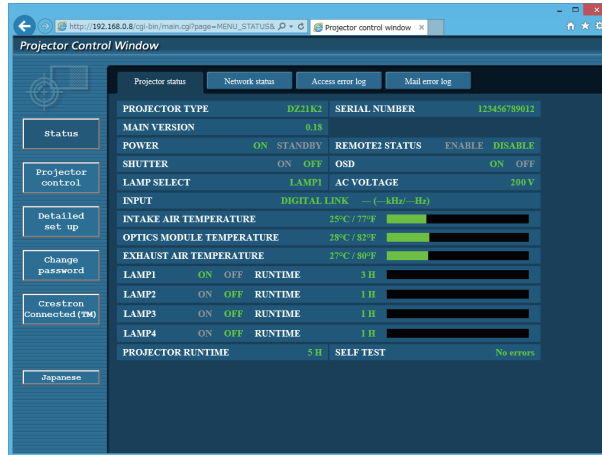 http://192.168.0.8/cgi-bin/main.cgi?page=MENU_STATUS&
Projector control window
Projector Control Window
Projector status
Network status
Access error log
Mail error log
Status
Projector control
Detailed set up
Change password
Crestron Connected(TM)
Japanese
PROJECTOR TYPE DZ21K2 SERIAL NUMBER 123456789012
MAIN VERSION 0.18
POWER ON STANDBY REMOTE2 STATUS ENABLE DISABLE
SHUTTER ON OFF OSD ON OFF
LAMP SELECT LAMP1 AC VOLTAGE 200 V
INPUT DIGITAL LINK --- (---kHz/---Hz)
INTAKE AIR TEMPERATURE 25°C / 77°F
OPTICS MODULE TEMPERATURE 28°C / 82°F
EXHAUST AIR TEMPERATURE 27°C / 80°F
LAMP1 ON OFF RUNTIME 3 H
LAMP2 ON OFF RUNTIME 1 H
LAMP3 ON OFF RUNTIME 1 H
LAMP4 ON OFF RUNTIME 1 H
PROJECTOR RUNTIME 5 H SELF TEST No errors